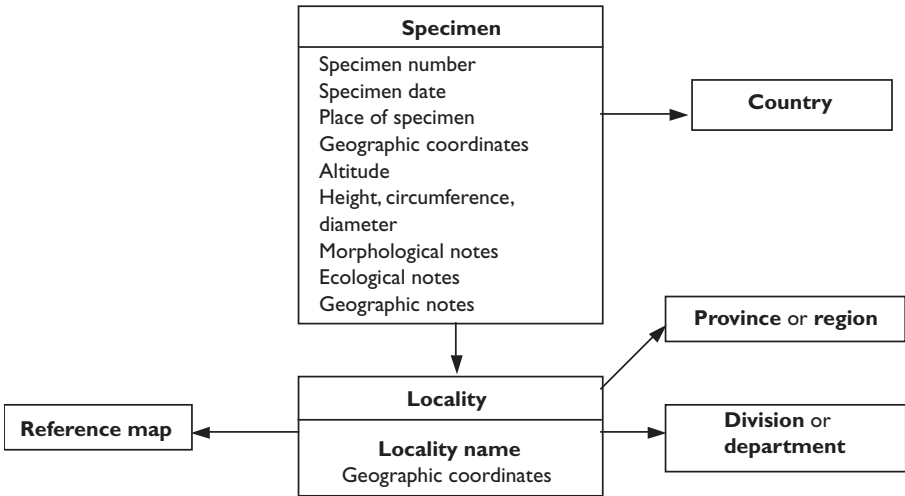 Specimen
Specimen number
Specimen date
Place of specimen
Geographic coordinates
Altitude
Height, circumference,
diameter
Morphological notes
Ecological notes
Geographic notes
Country
Province or region
Locality
Locality name
Geographic coordinates
Reference map
Division or
department